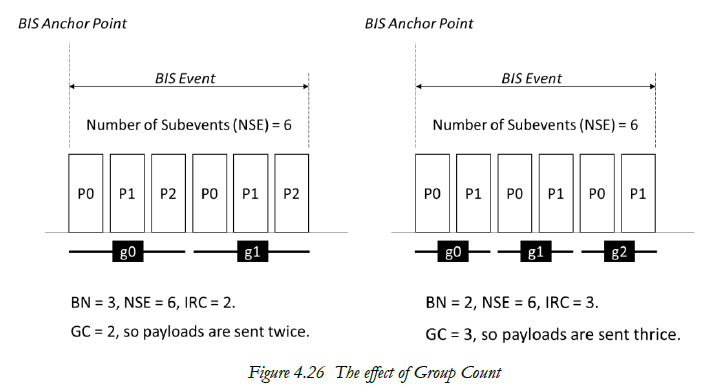 BIS Anchor Point
BIS Event
Number of Subevents (NSE) = 6
P0 P1 P2 P0 P1 P2
g0 g1
BN = 3, NSE = 6, IRC = 2.
GC = 2, so payloads are sent twice.
BIS Anchor Point
BIS Event
Number of Subevents (NSE) = 6
P0 P1 P0 P1 P0 P1
g0 g1 g2
BN = 2, NSE = 6, IRC = 3.
GC = 3, so payloads are sent thrice.
Figure 4.26 The effect of Group Count